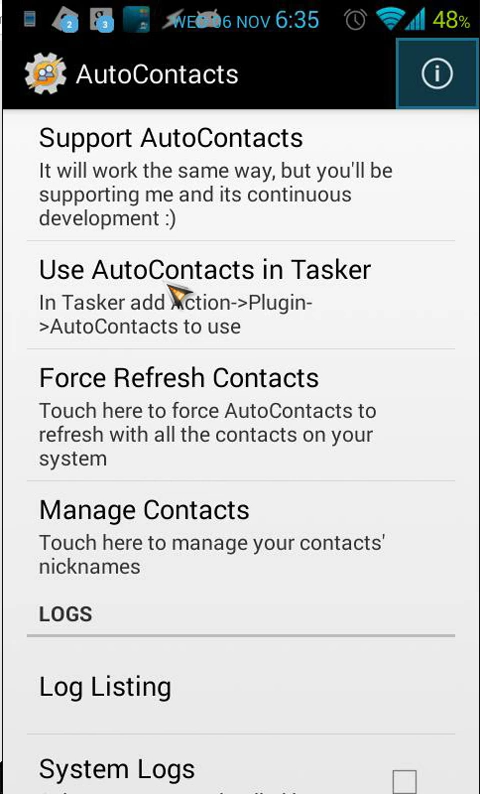 WED 06 NOV 6:35 48%
2 3
AutoContacts
Support AutoContacts
It will work the same way, but you'll be
supporting me and its continuous
development :)
Use AutoContacts in Tasker
In Tasker add Action->Plugin-
>AutoContacts to use
Force Refresh Contacts
Touch here to force AutoContacts to
refresh with all the contacts on your
system
Manage Contacts
Touch here to manage your contacts'
nicknames
LOGS
Log Listing
System Logs